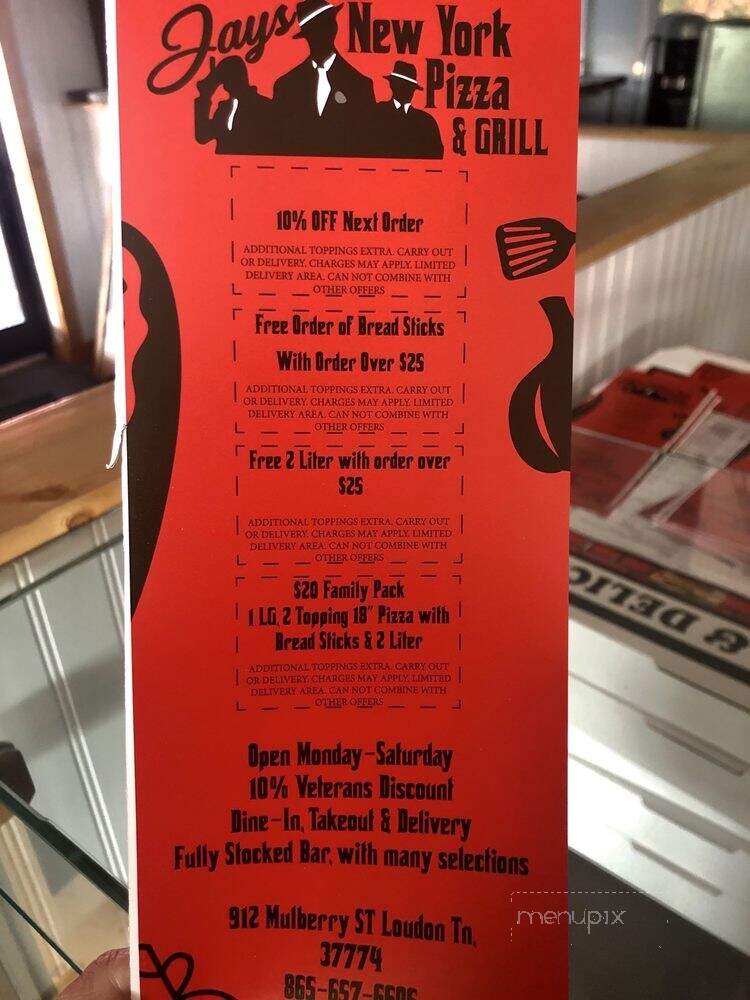 Jays New York
Pizza
& GRILL
10% OFF Next Order
ADDITIONAL TOPPINGS EXTRA. CARRY OUT
OR DELIVERY. CHARGES MAY APPLY. LIMITED
DELIVERY AREA. CAN NOT COMBINE WITH
OTHER OFFERS
Free Order of Bread Sticks
With Order Over $25
ADDITIONAL TOPPINGS EXTRA. CARRY OUT
OR DELIVERY. CHARGES MAY APPLY. LIMITED
DELIVERY AREA. CAN NOT COMBINE WITH
OTHER OFFERS
Free 2 Liter with order over
$25
ADDITIONAL TOPPINGS EXTRA. CARRY OUT
OR DELIVERY. CHARGES MAY APPLY. LIMITED
DELIVERY AREA. CAN NOT COMBINE WITH
OTHER OFFERS
$20 Family Pack
1 LG, 2 Topping 18" Pizza with
Bread Sticks & 2 Liter
ADDITIONAL TOPPINGS EXTRA. CARRY OUT
OR DELIVERY. CHARGES MAY APPLY. LIMITED
DELIVERY AREA. CAN NOT COMBINE WITH
OTHER OFFERS
Open Monday-Saturday
10% Veterans Discount
Dine-In, Takeout & Delivery
Fully Stocked Bar, with many selections
912 Mulberry ST Loudon Tn,
37774
865-657-6606
& DELIC
menupix